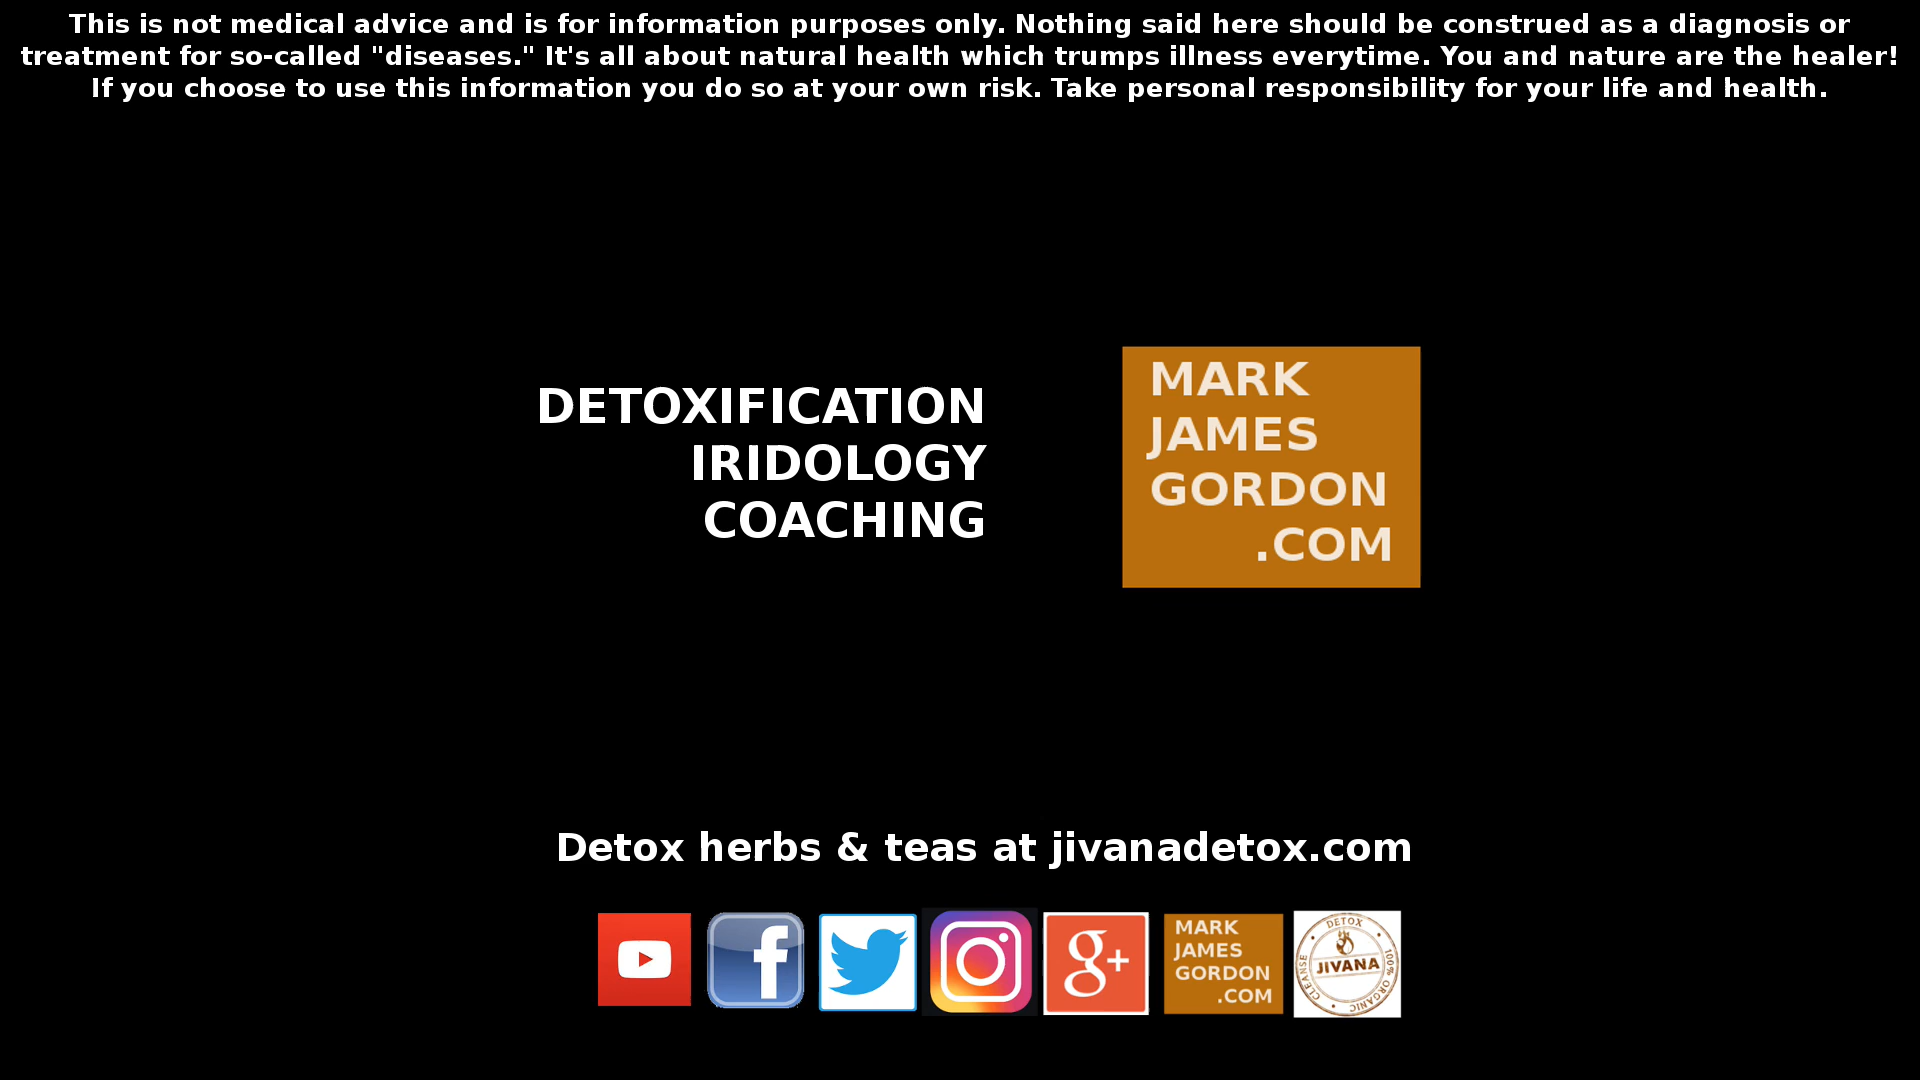 This is not medical advice and is for information purposes only. Nothing said here should be construed as a diagnosis or
treatment for so-called "diseases." It's all about natural health which trumps illness everytime. You and nature are the healer!
If you choose to use this information you do so at your own risk. Take personal responsibility for your life and health.
DETOXIFICATION
IRIDOLOGY
COACHING
MARK
JAMES
GORDON
.COM
Detox herbs & teas at jivanadetox.com
f
g+
MARK
JAMES
GORDON
.COM
DETOX
JIVANA
100% ORGANIC
CLEANSE